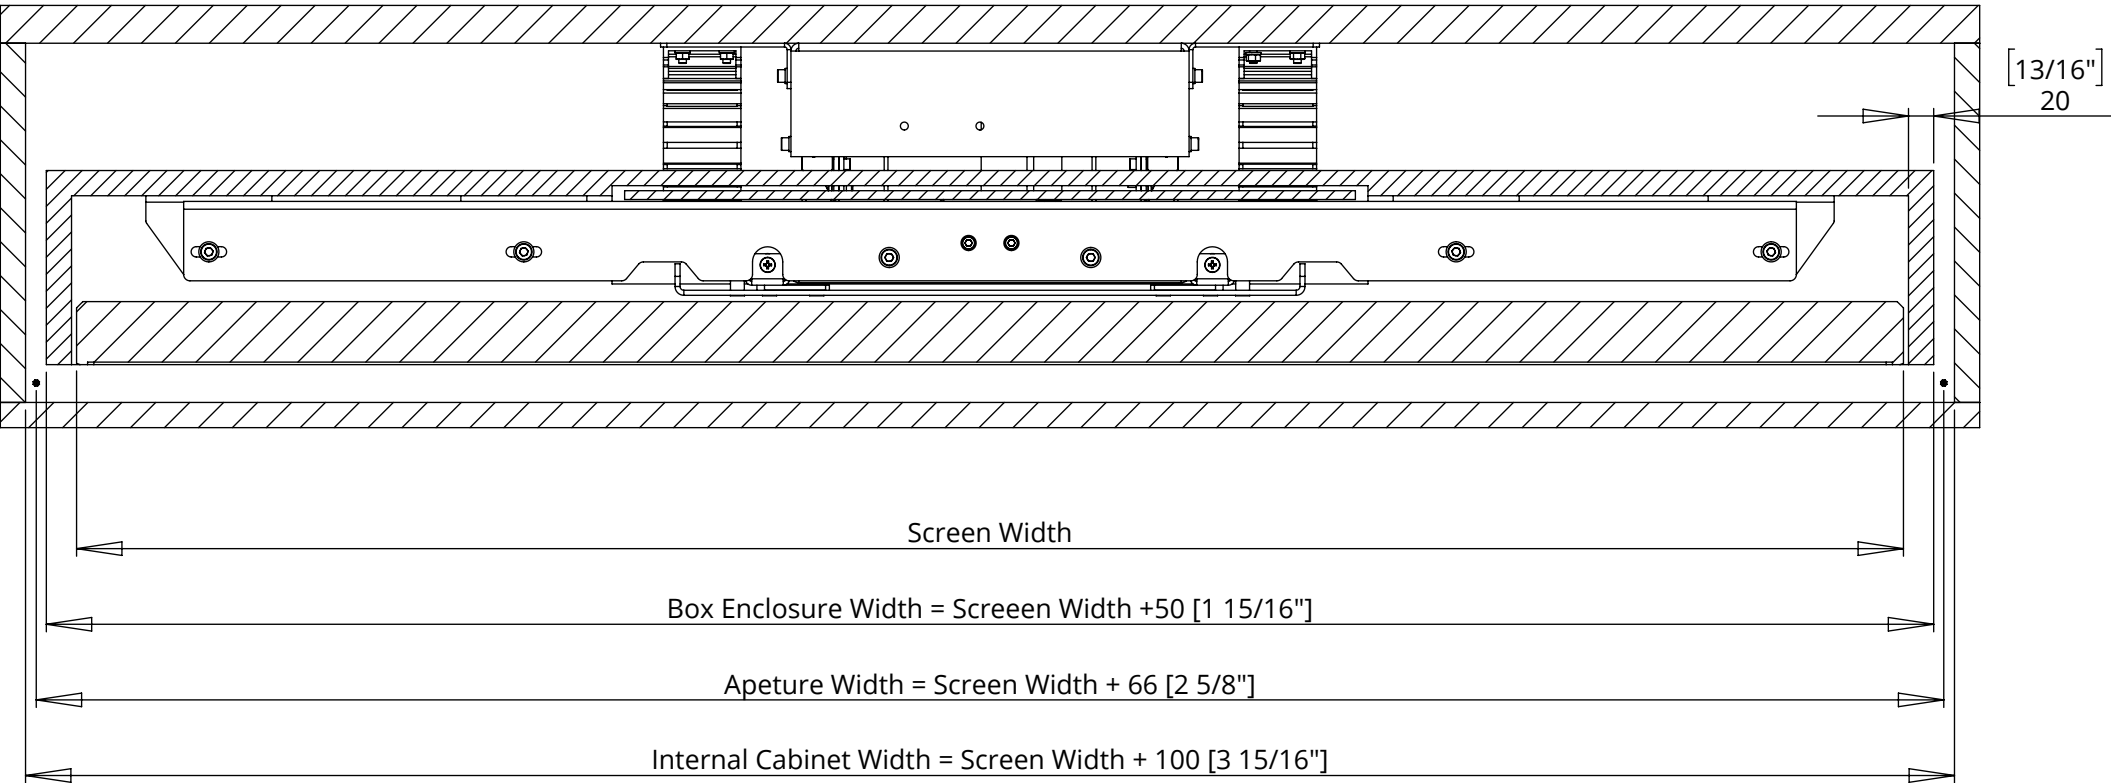 [13/16"]
20
Screen Width
Box Enclosure Width = Screeen Width +50 [1 15/16"]
Apeture Width = Screen Width + 66 [2 5/8"]
Internal Cabinet Width = Screen Width + 100 [3 15/16"]